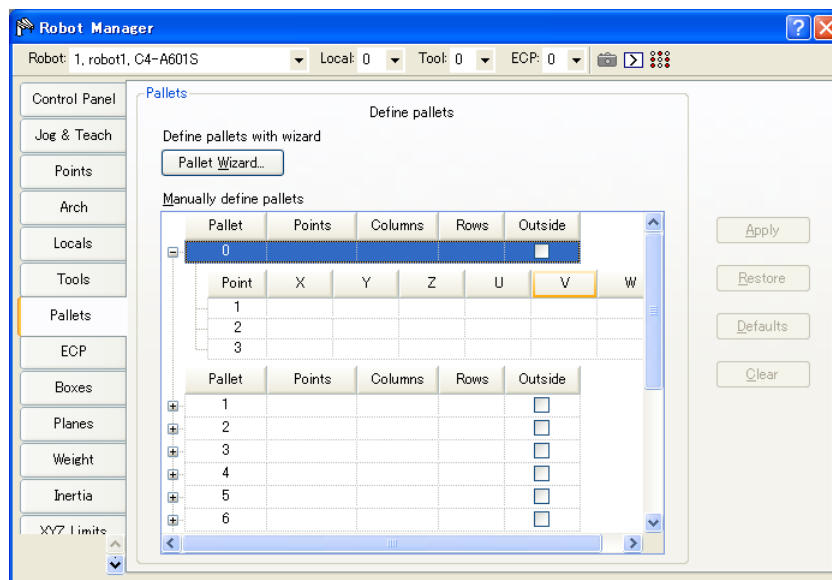 Robot Manager
Robot: 1, robot1, C4-A601S Local: 0 Tool: 0 ECP: 0
Control Panel
Jog & Teach
Points
Arch
Locals
Tools
Pallets
ECP
Boxes
Planes
Weight
Inertia
XYZ Limits
Pallets
Define pallets
Define pallets with wizard
Pallet Wizard...
Manually define pallets
Pallet Points Columns Rows Outside
0
Point X Y Z U V W
1
2
3
Pallet Points Columns Rows Outside
1
2
3
4
5
6
Apply
Restore
Defaults
Clear